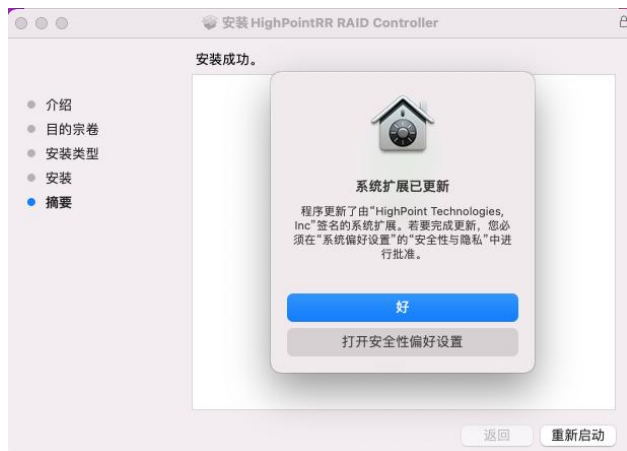 安装 HighPointRR RAID Controller
安装成功。
介绍
目的宗卷
安装类型
安装
摘要
系统扩展已更新
程序更新了由“HighPoint Technologies,
Inc”签名的系统扩展。若要完成更新，您必
须在“系统偏好设置”的“安全性与隐私”中进
行批准。
好
打开安全性偏好设置
返回
重新启动